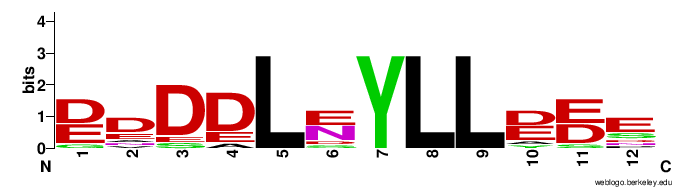 4
3
bits 2
1
0
D D D D L E Y L L D E E
E D E N E D
N 1 2 3 4 5 6 7 8 9 10 11 12 C
weblogo.berkeley.edu